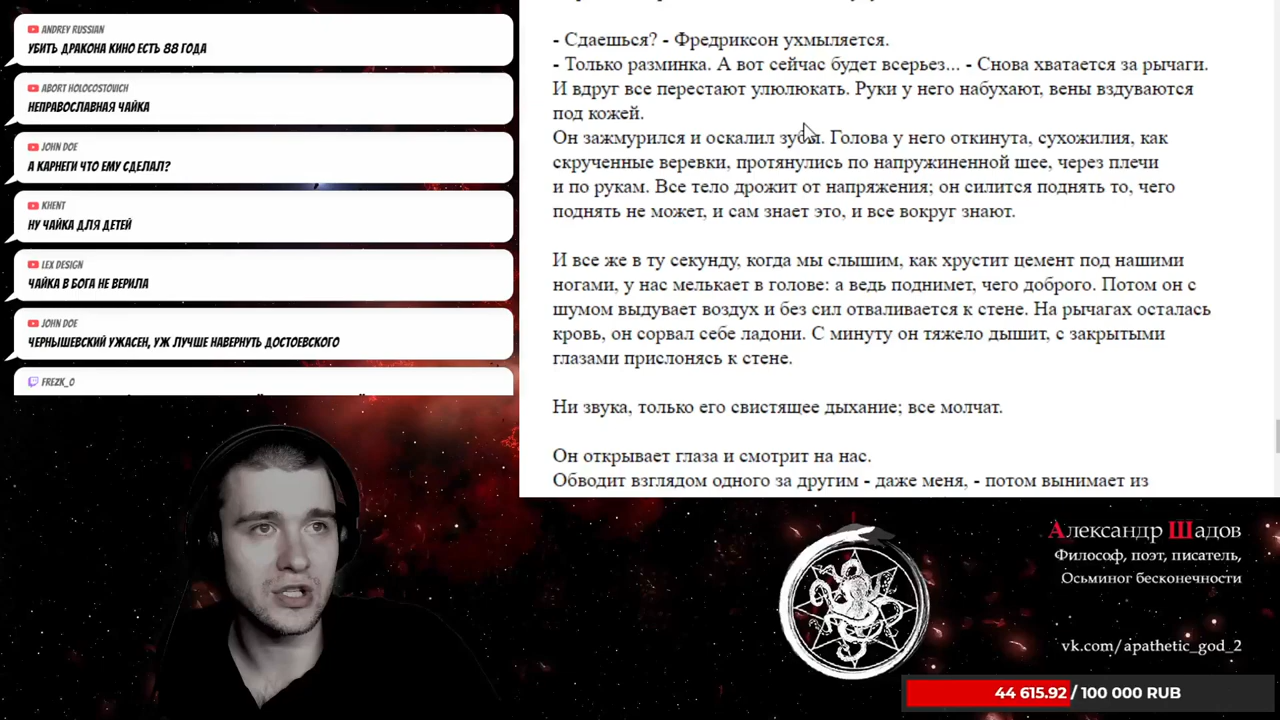 ANDREY RUSSIAN
УБИТЬ ДРАКОНА КИНО ЕСТЬ 88 ГОДА
ABORT HOLOCOSTOVICH
НЕПРАВОСЛАВНАЯ ЧАЙКА
JOHN DOE
А КАРНЕГИ ЧТО ЕМУ СДЕЛАЛ?
KHENT
НУ ЧАЙКА ДЛЯ ДЕТЕЙ
LEX DESIGN
ЧАЙКА В БОГА НЕ ВЕРИЛА
JOHN DOE
ЧЕРНЫШЕВСКИЙ УЖАСЕН, УЖ ЛУЧШЕ НАВЕРНУТЬ ДОСТОЕВСКОГО
FREZK_O
- Сдаешься? - Фредриксон ухмыляется.
- Только разминка. А вот сейчас будет всерьез... - Снова хватается за рычаги.
И вдруг все перестают улюлюкать. Руки у него набухают, вены вздуваются
под кожей.
Он зажмурился и оскалил зубы. Голова у него откинута, сухожилия, как
скрученные веревки, протянулись по напружиненной шее, через плечи
и по рукам. Все тело дрожит от напряжения; он силится поднять то, чего
поднять не может, и сам знает это, и все вокруг знают.
И все же в ту секунду, когда мы слышим, как хрустит цемент под нашими
ногами, у нас мелькает в голове: а ведь поднимет, чего доброго. Потом он с
шумом выдувает воздух и без сил отваливается к стене. На рычагах осталась
кровь, он сорвал себе ладони. С минуту он тяжело дышит, с закрытыми
глазами прислонясь к стене.
Ни звука, только его свистящее дыхание; все молчат.
Он открывает глаза и смотрит на нас.
Обводит взглядом одного за другим - даже меня, - потом вынимает из
Александр Шадов
Философ, поэт, писатель,
Осьминог бесконечности
vk.com/apathetic_god_2
44 615.92 / 100 000 RUB